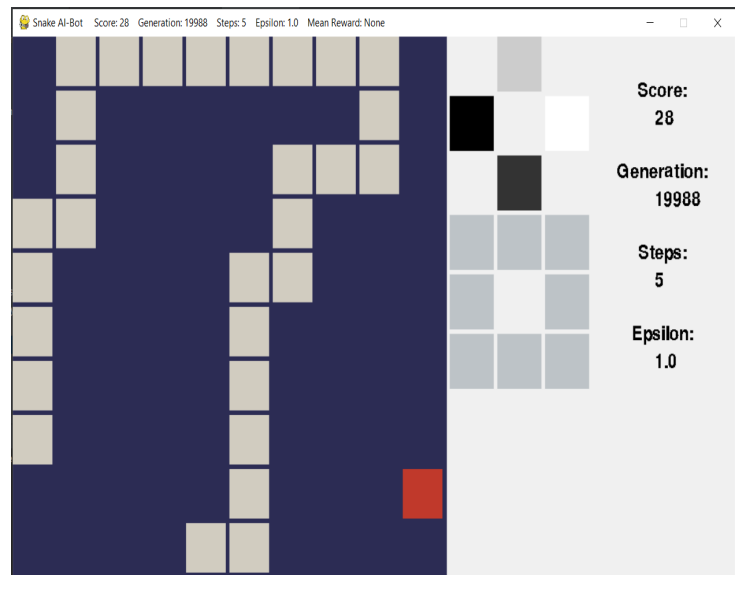 Snake AI-Bot Score: 28 Generation: 19988 Steps: 5 Epsilon: 1.0 Mean Reward: None
Score:
28
Generation:
19988
Steps:
5
Epsilon:
1.0